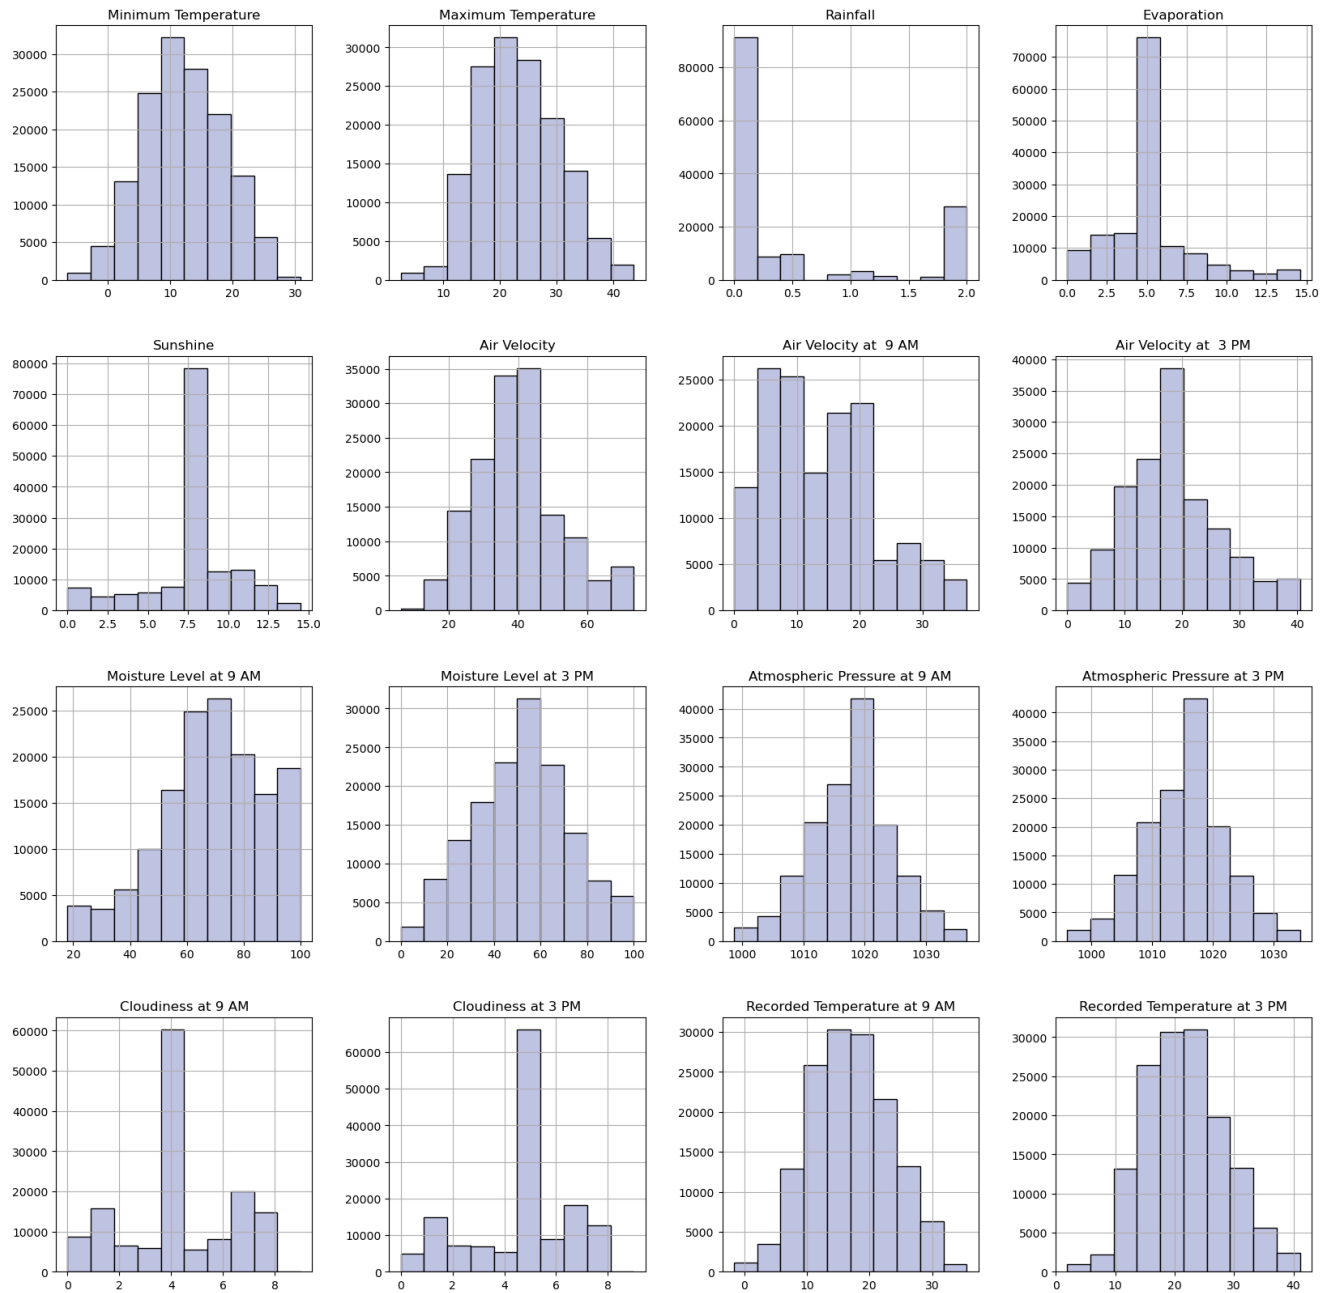 Minimum Temperature Maximum Temperature Rainfall Evaporation
30000 25000 20000 15000 10000 5000 0
0 10 20 30
30000 25000 20000 15000 10000 5000 0
10 20 30 40
80000 60000 40000 20000 0
0.0 0.5 1.0 1.5 2.0
70000 60000 50000 40000 30000 20000 10000 0
0.0 2.5 5.0 7.5 10.0 12.5 15.0
Sunshine Air Velocity Air Velocity at  9 AM Air Velocity at  3 PM
80000 70000 60000 50000 40000 30000 20000 10000 0
0.0 2.5 5.0 7.5 10.0 12.5 15.0
35000 30000 25000 20000 15000 10000 5000 0
20 40 60
25000 20000 15000 10000 5000 0
0 10 20 30
40000 35000 30000 25000 20000 15000 10000 5000 0
0 10 20 30 40
Moisture Level at 9 AM Moisture Level at 3 PM Atmospheric Pressure at 9 AM Atmospheric Pressure at 3 PM
25000 20000 15000 10000 5000 0
20 40 60 80 100
30000 25000 20000 15000 10000 5000 0
0 20 40 60 80 100
40000 35000 30000 25000 20000 15000 10000 5000 0
1000 1010 1020 1030
40000 35000 30000 25000 20000 15000 10000 5000 0
1000 1010 1020 1030
Cloudiness at 9 AM Cloudiness at 3 PM Recorded Temperature at 9 AM Recorded Temperature at 3 PM
60000 50000 40000 30000 20000 10000 0
0 2 4 6 8
60000 50000 40000 30000 20000 10000 0
0 2 4 6 8
30000 25000 20000 15000 10000 5000 0
0 10 20 30
30000 25000 20000 15000 10000 5000 0
0 10 20 30 40